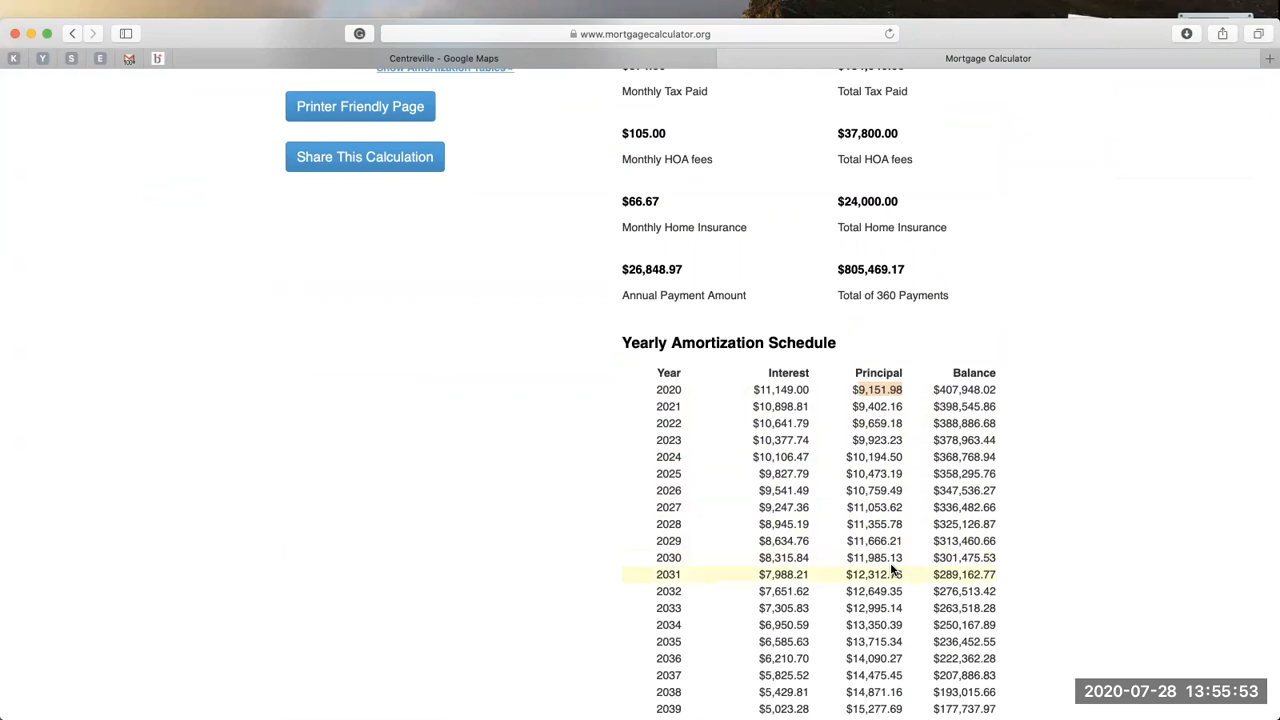 www.mortgagecalculator.org
K Y S E b Centreville - Google Maps Mortgage Calculator
Show Amortization Tables
Printer Friendly Page
Share This Calculation
Monthly Tax Paid Total Tax Paid
$105.00 $37,800.00
Monthly HOA fees Total HOA fees
$66.67 $24,000.00
Monthly Home Insurance Total Home Insurance
$26,848.97 $805,469.17
Annual Payment Amount Total of 360 Payments
Yearly Amortization Schedule
Year Interest Principal Balance
2020 $11,149.00 $9,151.98 $407,948.02
2021 $10,898.81 $9,402.16 $398,545.86
2022 $10,641.79 $9,659.18 $388,886.68
2023 $10,377.74 $9,923.23 $378,963.44
2024 $10,106.47 $10,194.50 $368,768.94
2025 $9,827.79 $10,473.19 $358,295.76
2026 $9,541.49 $10,759.49 $347,536.27
2027 $9,247.36 $11,053.62 $336,482.66
2028 $8,945.19 $11,355.78 $325,126.87
2029 $8,634.76 $11,666.21 $313,460.66
2030 $8,315.84 $11,985.13 $301,475.53
2031 $7,988.21 $289,162.77
2032 $7,651.62 $12,649.35 $276,513.42
2033 $7,305.83 $12,995.14 $263,518.28
2034 $6,950.59 $13,350.39 $250,167.89
2035 $6,585.63 $13,715.34 $236,452.55
2036 $6,210.70 $14,090.27 $222,362.28
2037 $5,825.52 $14,475.45 $207,886.83
2038 $5,429.81 $14,871.16 $193,015.66
2039 $5,023.28 $15,277.69 $177,737.97
2020-07-28 13:55:53